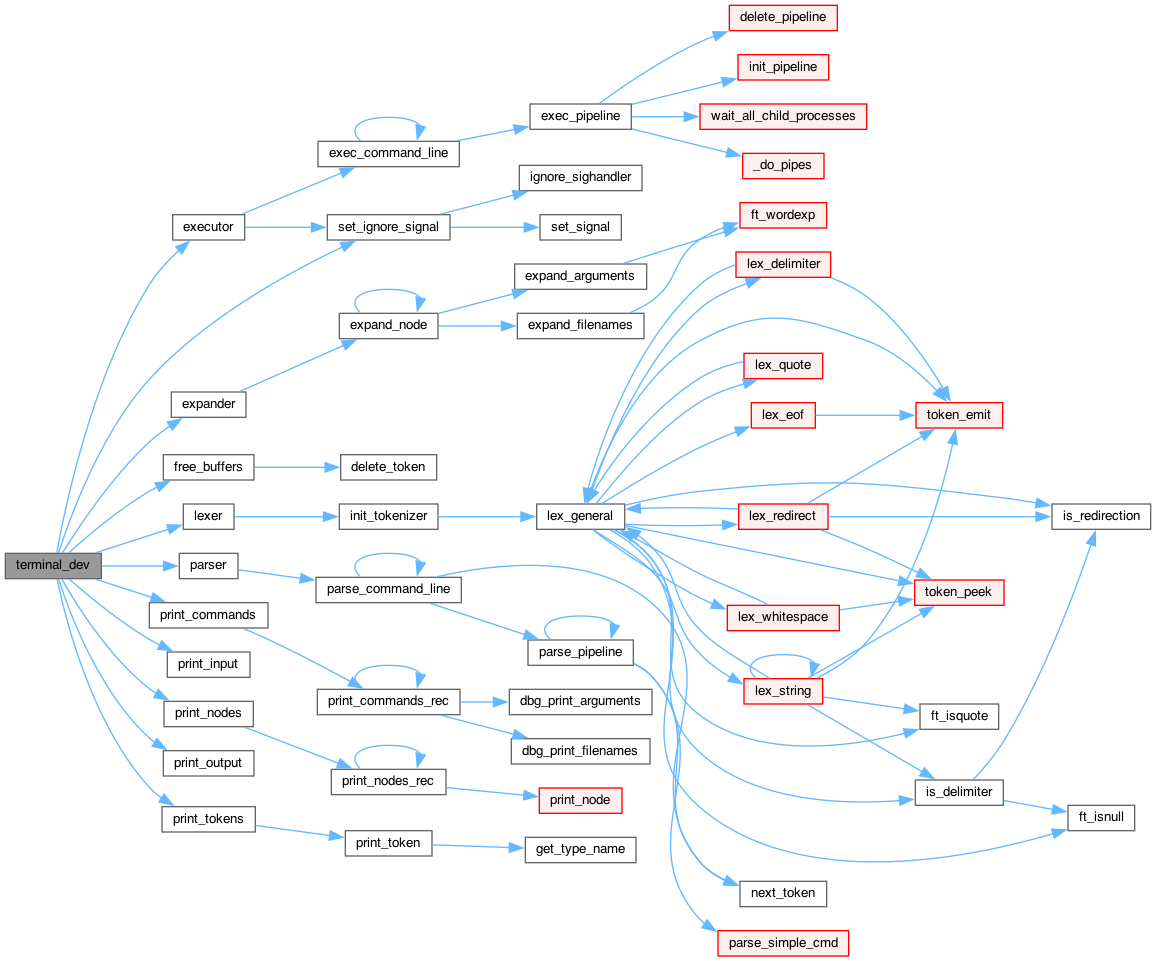 delete_pipeline
init_pipeline
exec_pipeline
wait_all_child_processes
exec_command_line
_do_pipes
ignore_sighandler
ft_wordexp
executor
set_ignore_signal
set_signal
lex_delimiter
expand_arguments
expand_node
expand_filenames
lex_quote
expander
lex_eof
token_emit
free_buffers
delete_token
lexer
init_tokenizer
lex_general
lex_redirect
is_redirection
terminal_dev
parser
parse_command_line
token_peek
print_commands
lex_whitespace
parse_pipeline
print_input
lex_string
print_commands_rec
dbg_print_arguments
print_nodes
ft_isquote
dbg_print_filenames
print_output
print_nodes_rec
is_delimiter
print_node
print_tokens
ft_isnull
print_token
get_type_name
next_token
parse_simple_cmd